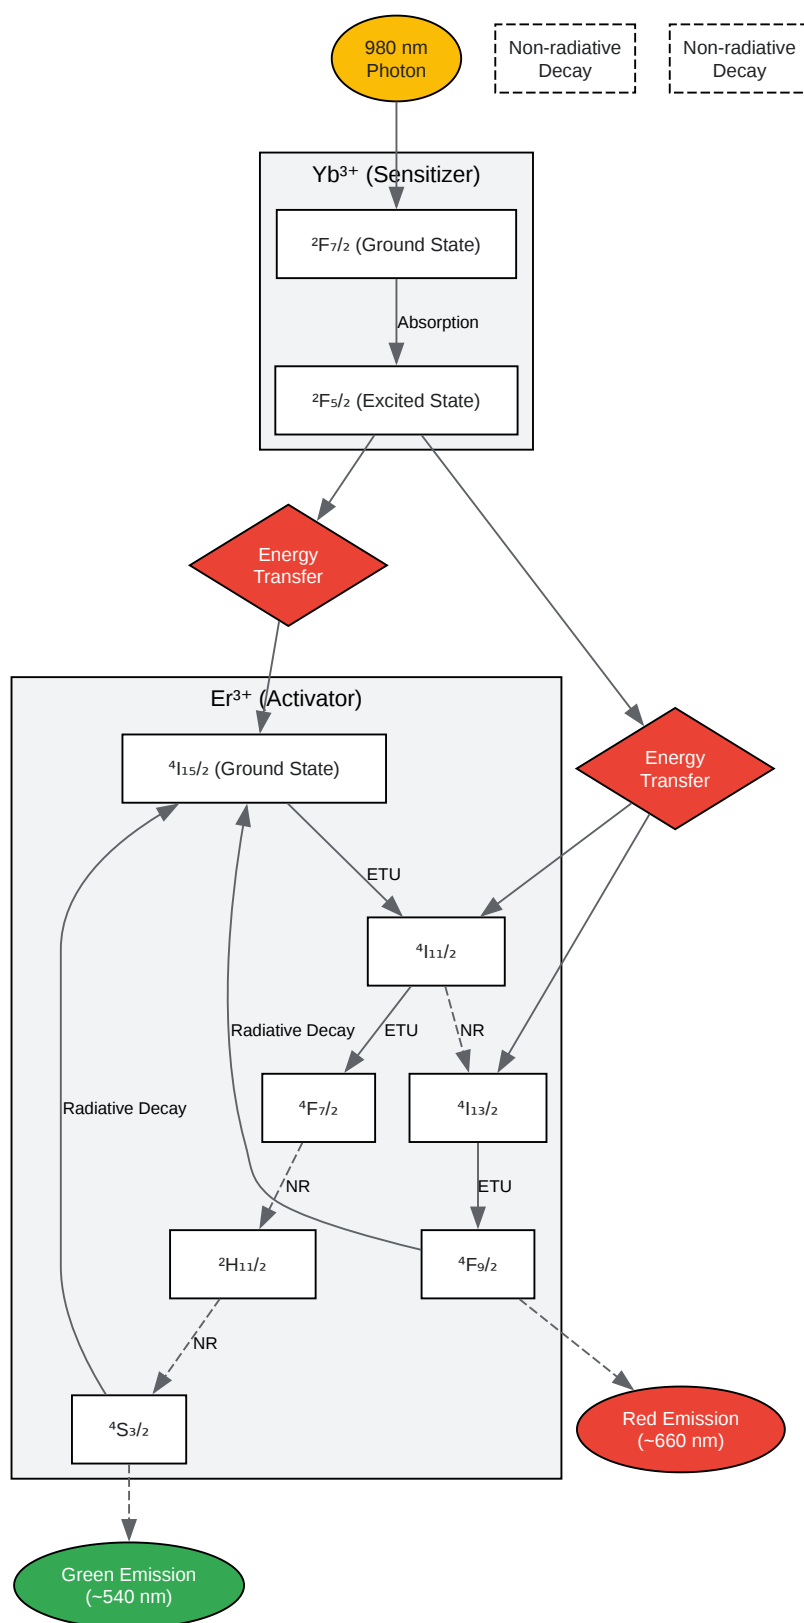 980 nm
Photon
Non-radiative
Decay
Non-radiative
Decay
Yb³⁺ (Sensitizer)
²F₇/₂ (Ground State)
Absorption
²F₅/₂ (Excited State)
Energy
Transfer
Er³⁺ (Activator)
⁴I₁₅/₂ (Ground State)
Energy
Transfer
ETU
⁴I₁₁/₂
Radiative Decay
ETU
NR
⁴F₇/₂
⁴I₁₃/₂
Radiative Decay
NR
ETU
²H₁₁/₂
⁴F₉/₂
NR
⁴S₃/₂
Red Emission
(~660 nm)
Green Emission
(~540 nm)